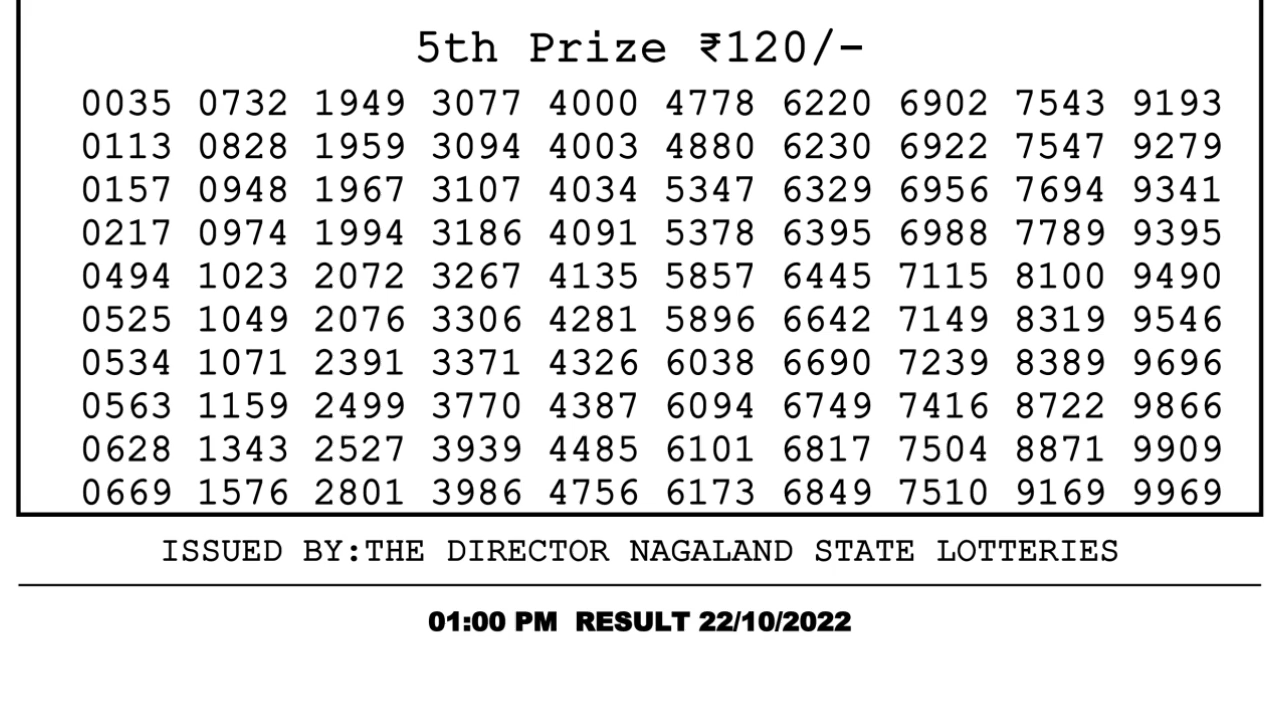 5th Prize ₹120/-
0035 0732 1949 3077 4000 4778 6220 6902 7543 9193
0113 0828 1959 3094 4003 4880 6230 6922 7547 9279
0157 0948 1967 3107 4034 5347 6329 6956 7694 9341
0217 0974 1994 3186 4091 5378 6395 6988 7789 9395
0494 1023 2072 3267 4135 5857 6445 7115 8100 9490
0525 1049 2076 3306 4281 5896 6642 7149 8319 9546
0534 1071 2391 3371 4326 6038 6690 7239 8389 9696
0563 1159 2499 3770 4387 6094 6749 7416 8722 9866
0628 1343 2527 3939 4485 6101 6817 7504 8871 9909
0669 1576 2801 3986 4756 6173 6849 7510 9169 9969
ISSUED BY:THE DIRECTOR NAGALAND STATE LOTTERIES
01:00 PM RESULT 22/10/2022